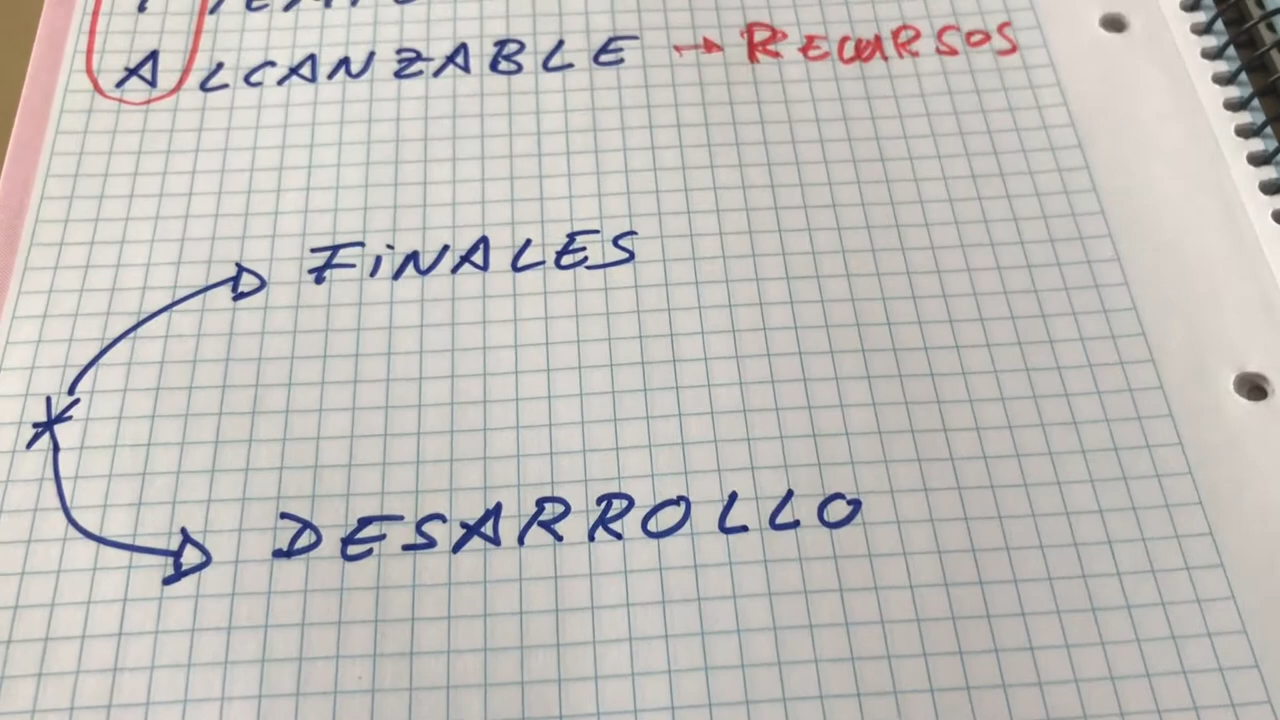 ALCANZABLE → RECURSOS
FiNALES
DESARROLLO